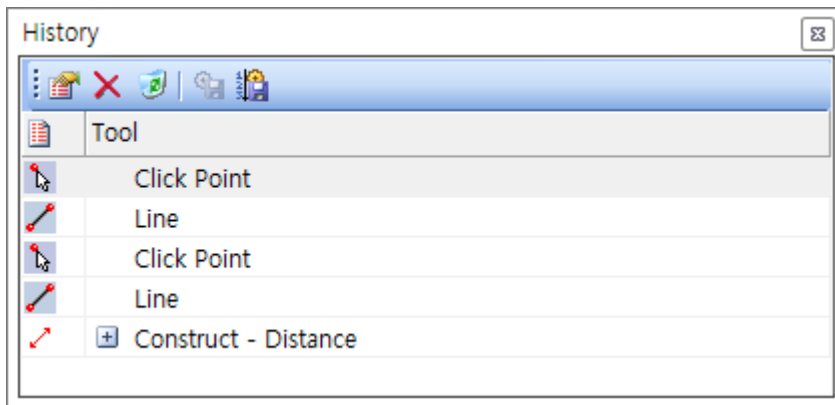 History
Tool
Click Point
Line
Click Point
Line
Construct - Distance